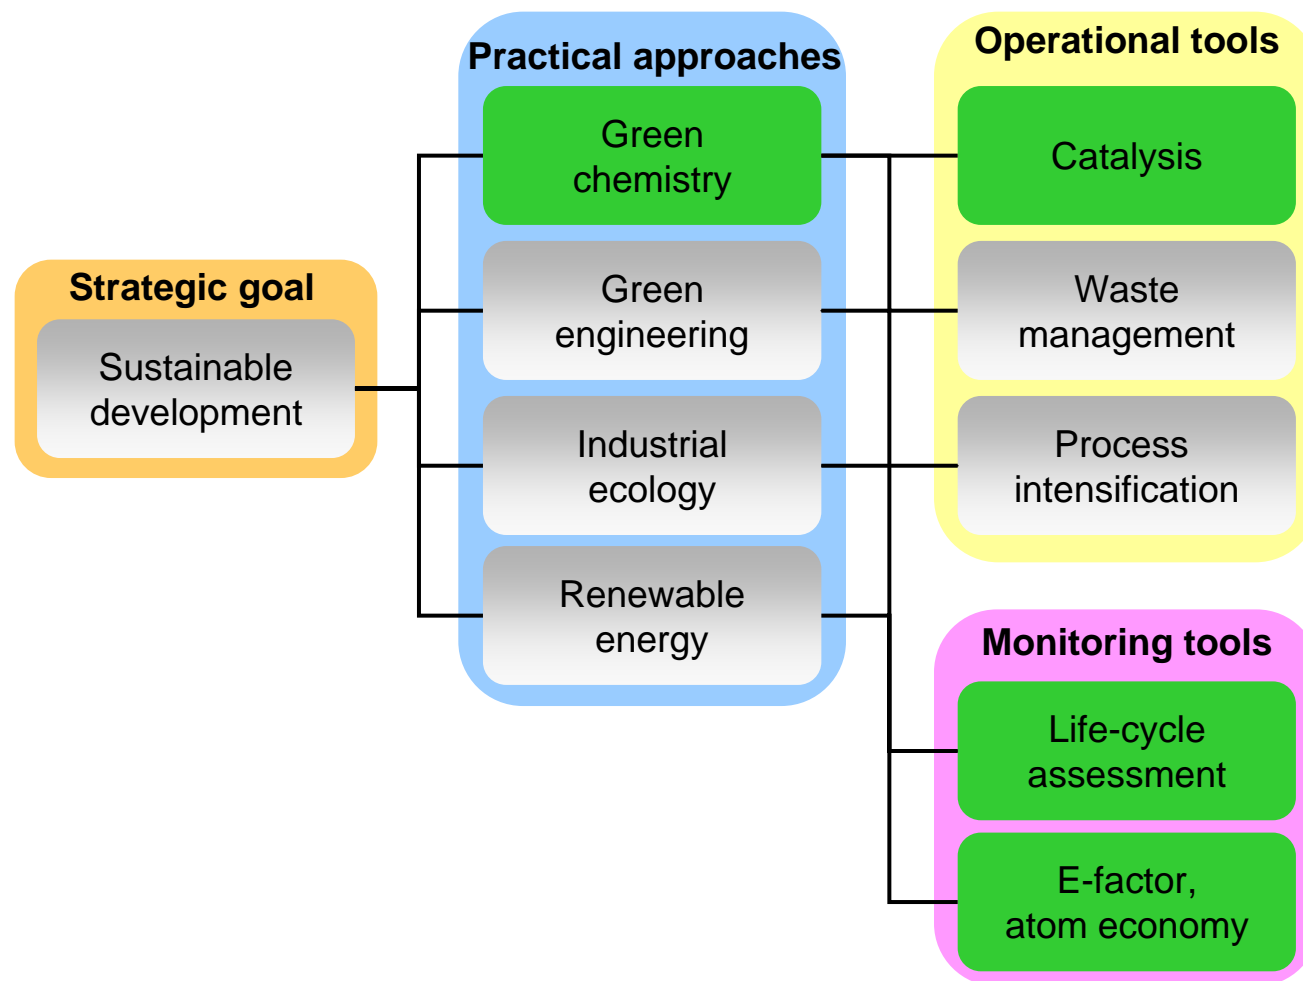 Strategic goal
Sustainable
development
Practical approaches
Green
chemistry
Green
engineering
Industrial
ecology
Renewable
energy
Operational tools
Catalysis
Waste
management
Process
intensification
Monitoring tools
Life-cycle
assessment
E-factor,
atom economy